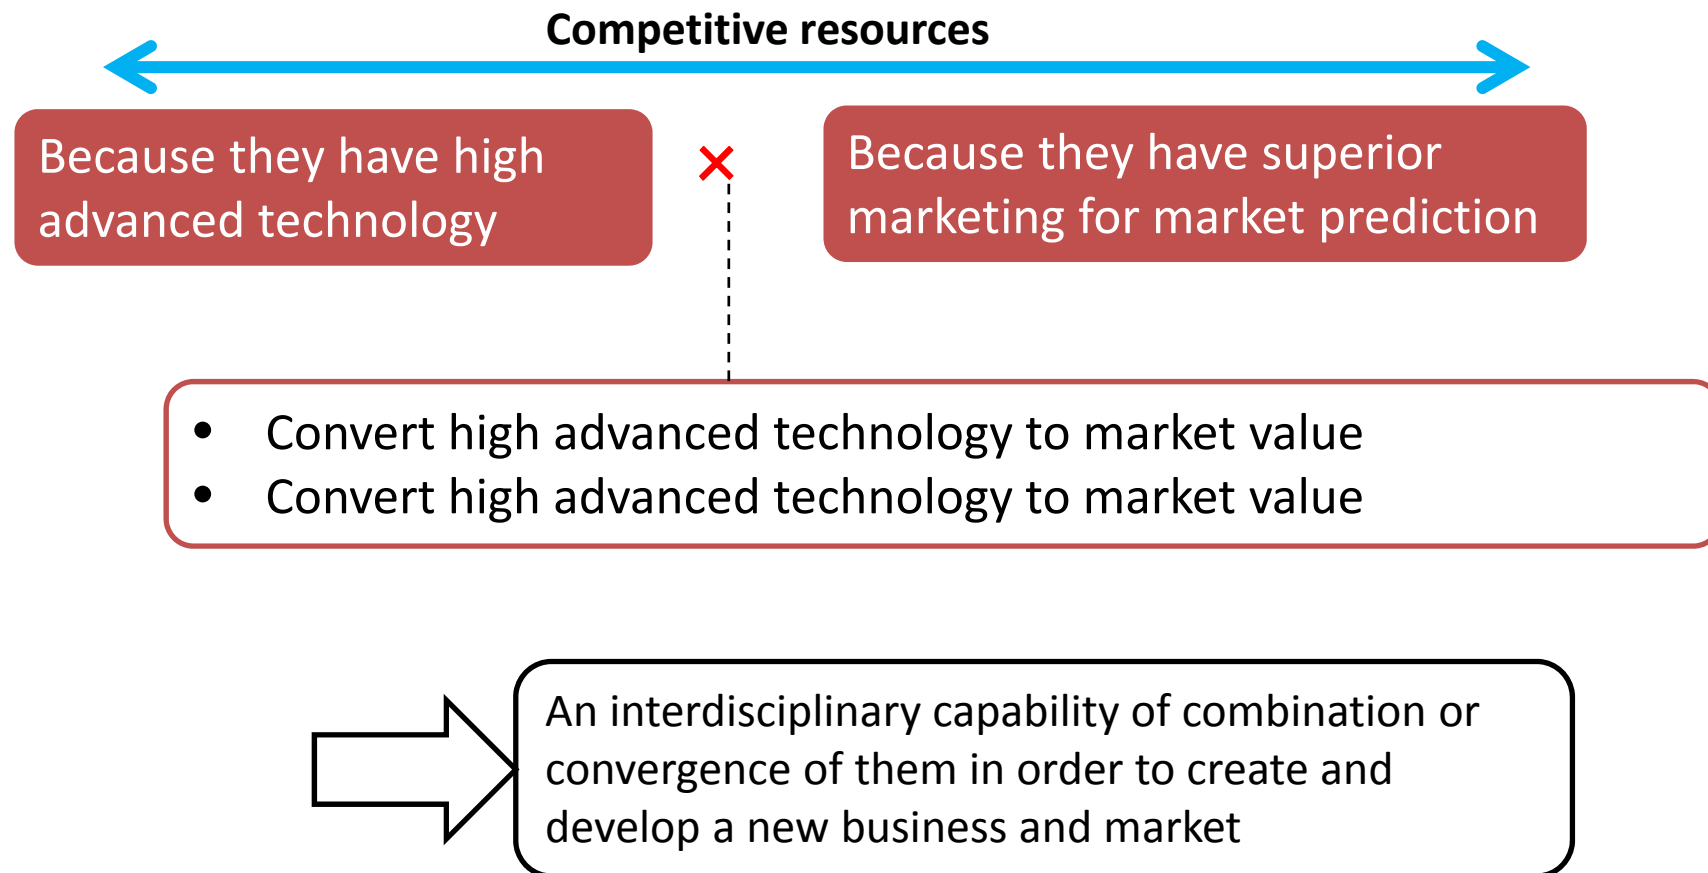 Competitive resources
Because they have high
advanced technology
×
Because they have superior
marketing for market prediction
• Convert high advanced technology to market value
• Convert high advanced technology to market value
An interdisciplinary capability of combination or
convergence of them in order to create and
develop a new business and market